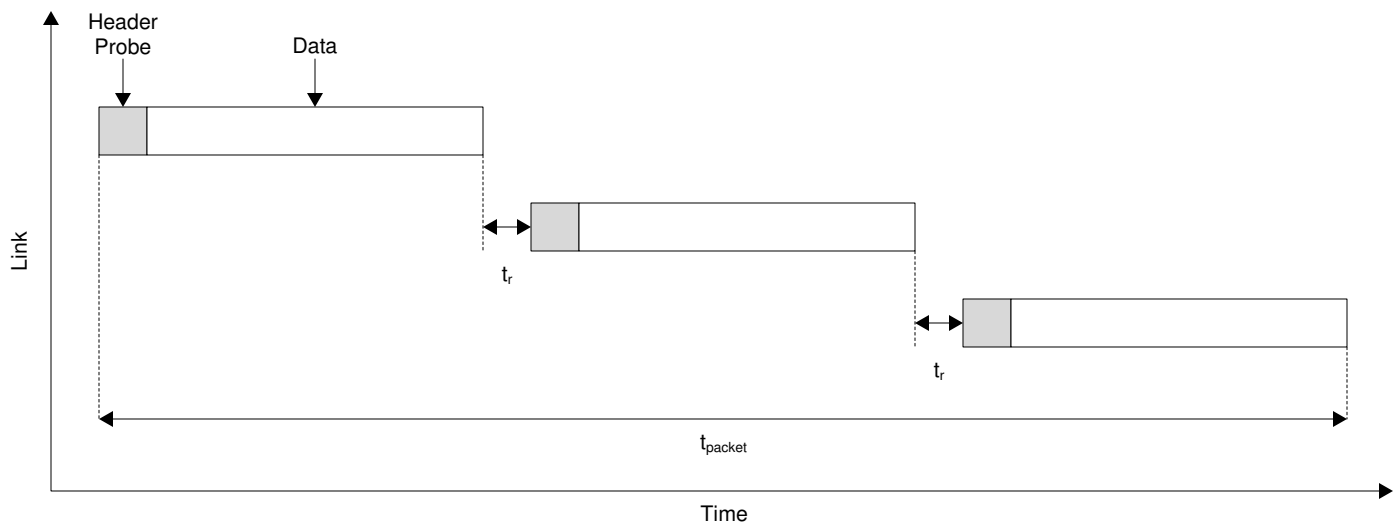 Header
Probe
Data
Link
t_r
t_r
t_packet
Time